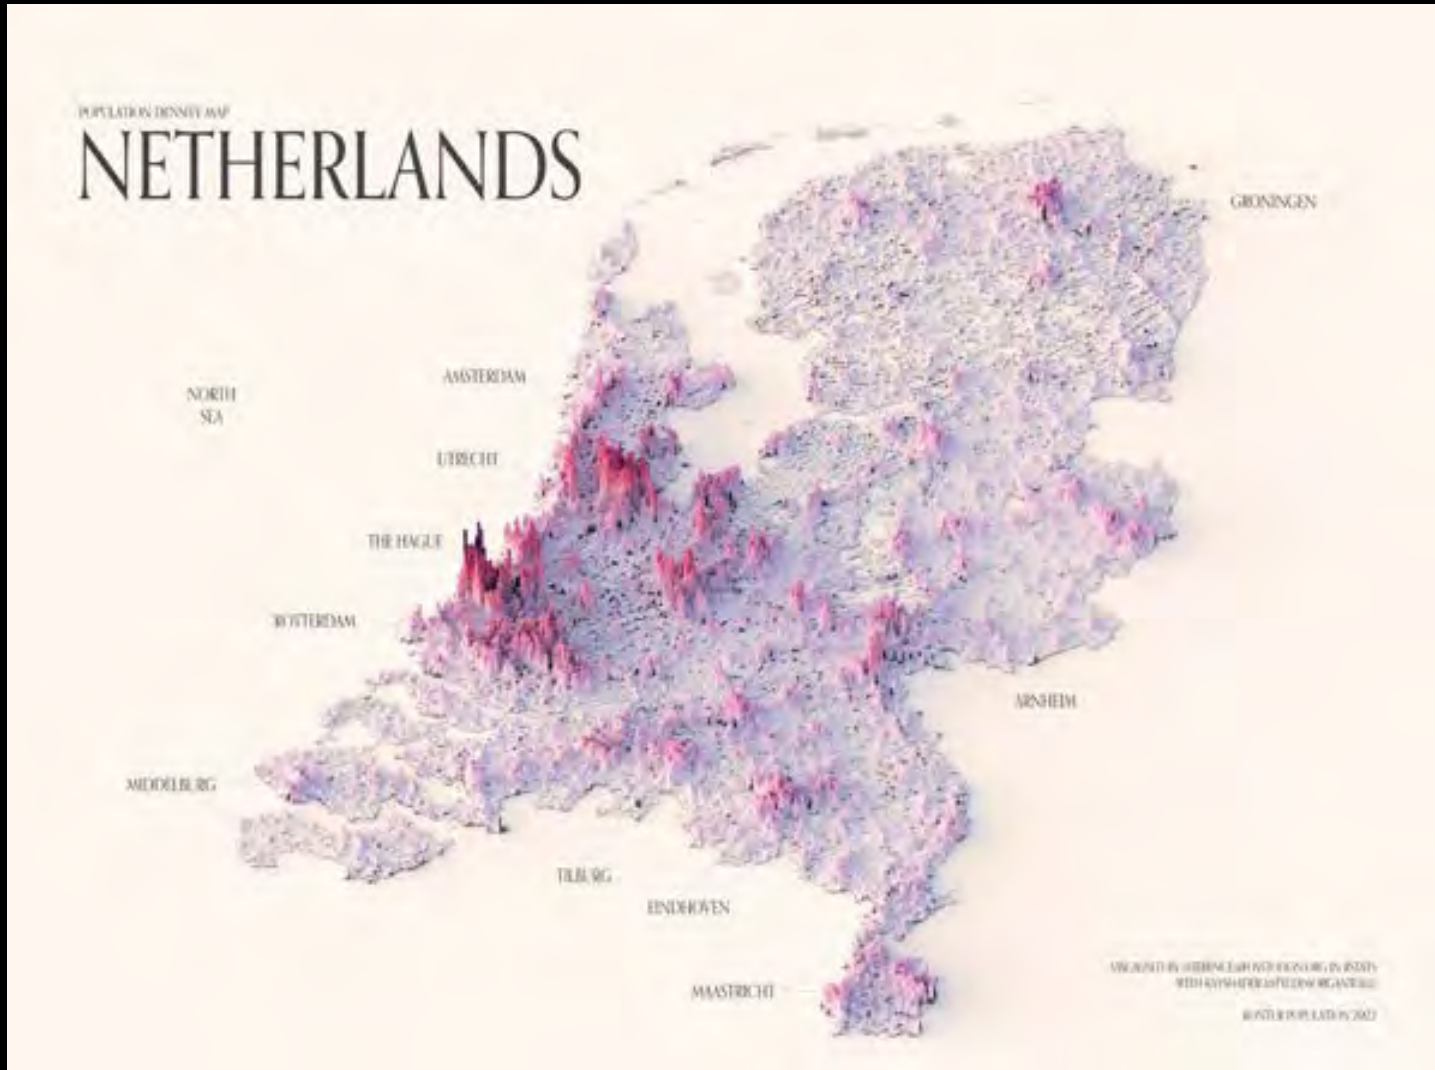 POPULATION DENSITY MAP
NETHERLANDS
GRONINGEN
AMSTERDAM
NORTH
SEA
UTRECHT
THE HAGUE
ROTTERDAM
ARNHEIM
MIDDELBURG
TILBURG
EINDHOVEN
MAASTRICHT
KONTUR POPULATION 2022